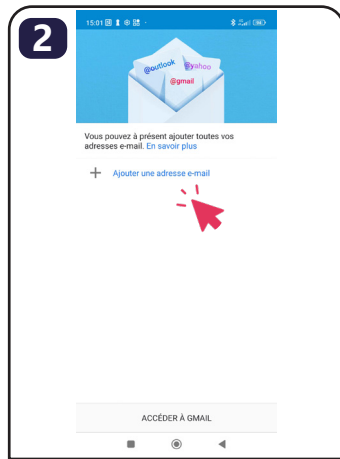 2
15:01
@outlook
@yahoo
@gmail
Vous pouvez à présent ajouter toutes vos
adresses e-mail. En savoir plus
+ Ajouter une adresse e-mail
ACCÉDER À GMAIL